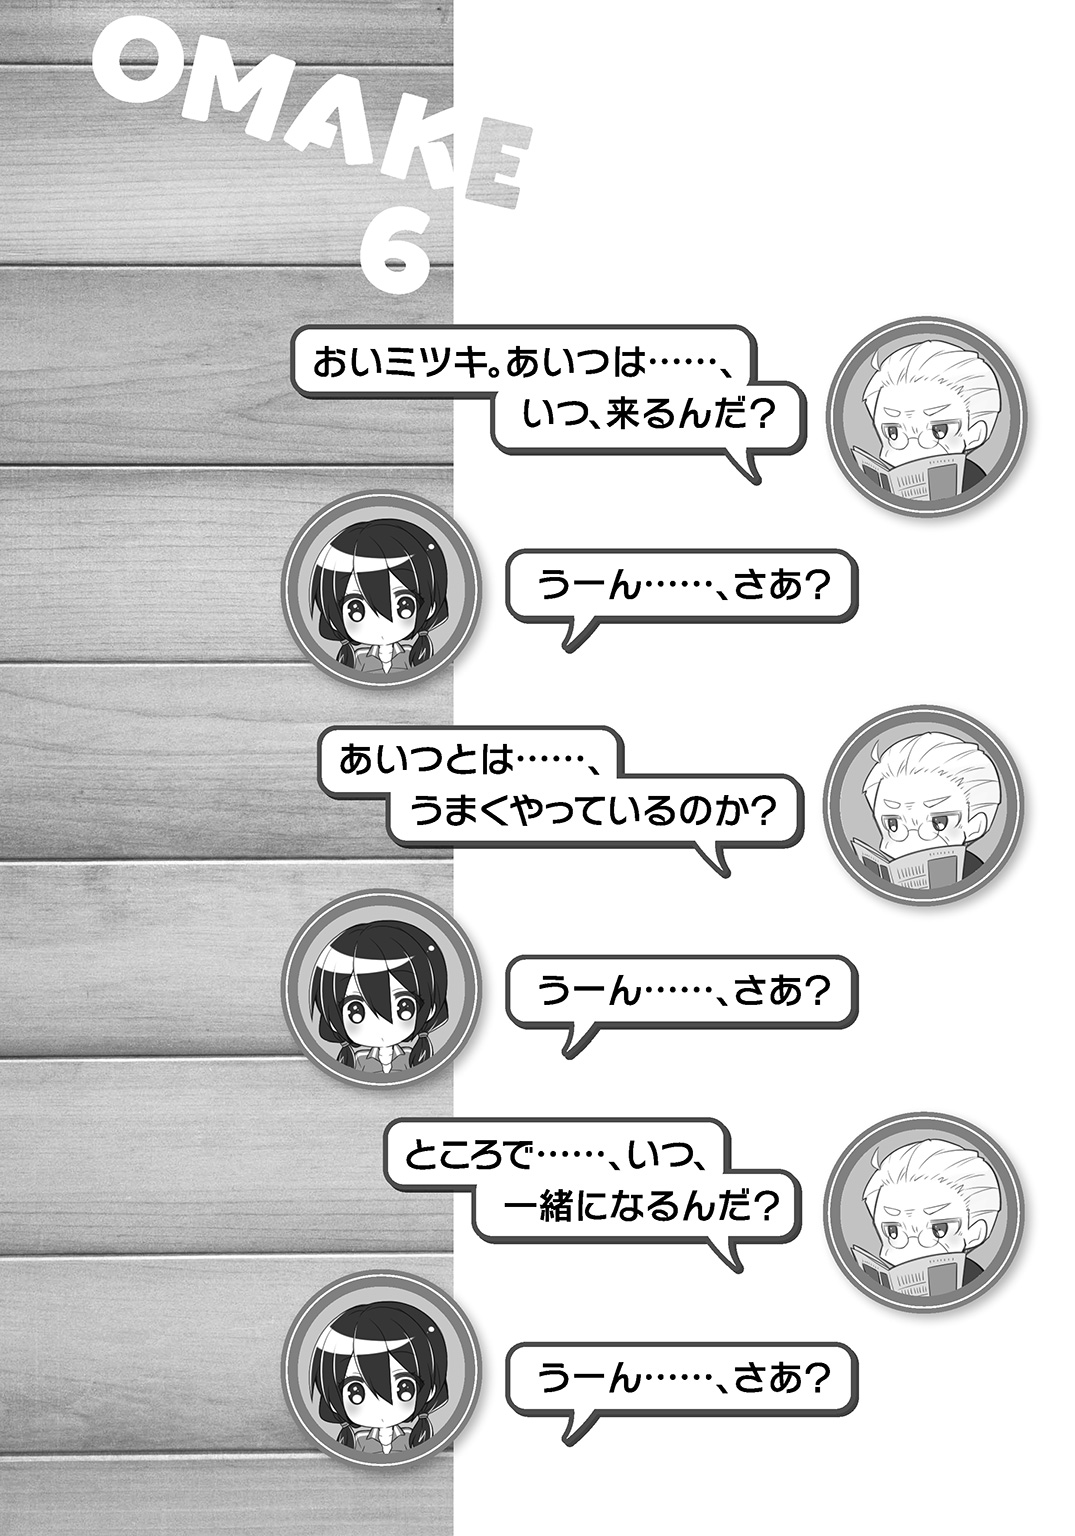 OMAKE
6
おいミツキ。あいつは……、
いつ、来るんだ?
うーん……、さあ?
あいつとは……、
うまくやっているのか?
うーん……、さあ?
ところで……、いつ、
一緒になるんだ?
うーん……、さあ?